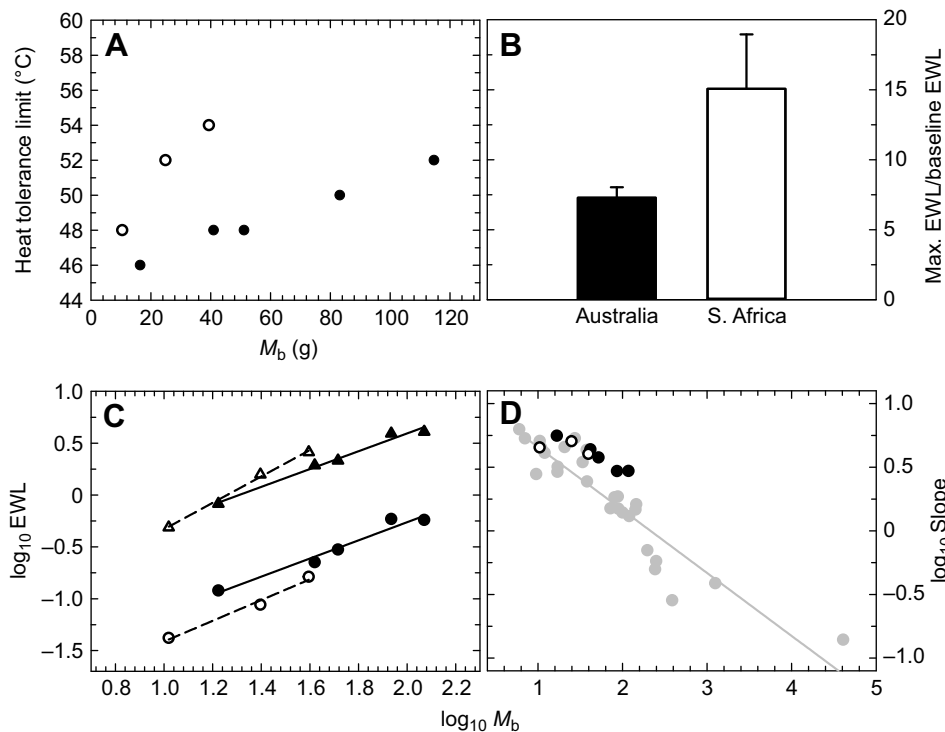 A
Heat tolerance limit (°C)
60
58
56
54
52
50
48
46
44
0 20 40 60 80 100 120
M_b (g)
B
20
15
10
5
0
Max. EWL/baseline EWL
Australia S. Africa
C
log10 EWL
1.0
0.5
0
–0.5
–1.0
–1.5
0.8 1.0 1.2 1.4 1.6 1.8 2.0 2.2
D
1.0
0.5
0
–0.5
–1.0
log10 Slope
1 2 3 4 5
log10 M_b